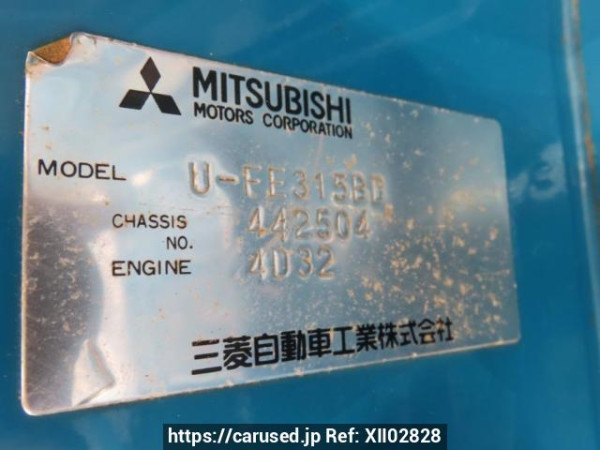 MITSUBISHI
MOTORS CORPORATION
MODEL U-FE315BD
CHASSIS NO. 442504
ENGINE 4D32
三菱自動車工業株式会社
https://carused.jp Ref: XII02828